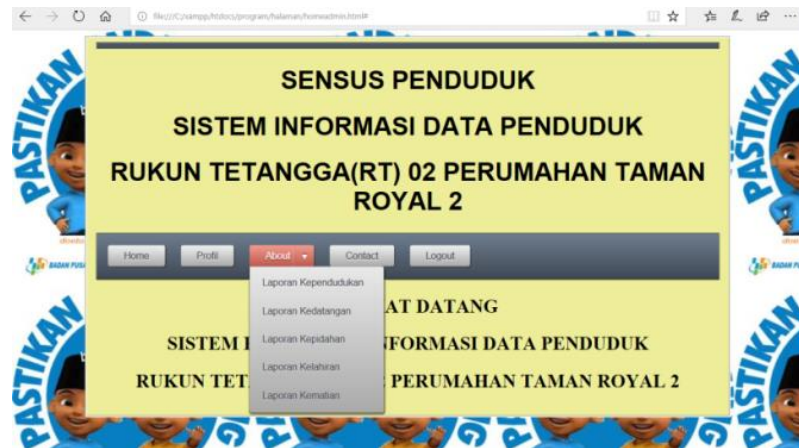 file:///C:/xampp/htdocs/program/halaman/homeadmin.html#
SENSUS PENDUDUK
SISTEM INFORMASI DATA PENDUDUK
RUKUN TETANGGA(RT) 02 PERUMAHAN TAMAN
ROYAL 2
Home Profil About Contact Logout
Laporan Kependudukan
Laporan Kedatangan
Laporan Kepidahan
Laporan Kelahiran
Laporan Kematian
AT DATANG
SISTEM I FORMASI DATA PENDUDUK
RUKUN TET PERUMAHAN TAMAN ROYAL 2
PASTIKAN
BADAN PUS
PASTIKAN
PASTIKAN
BADAN P
PASTIKAN